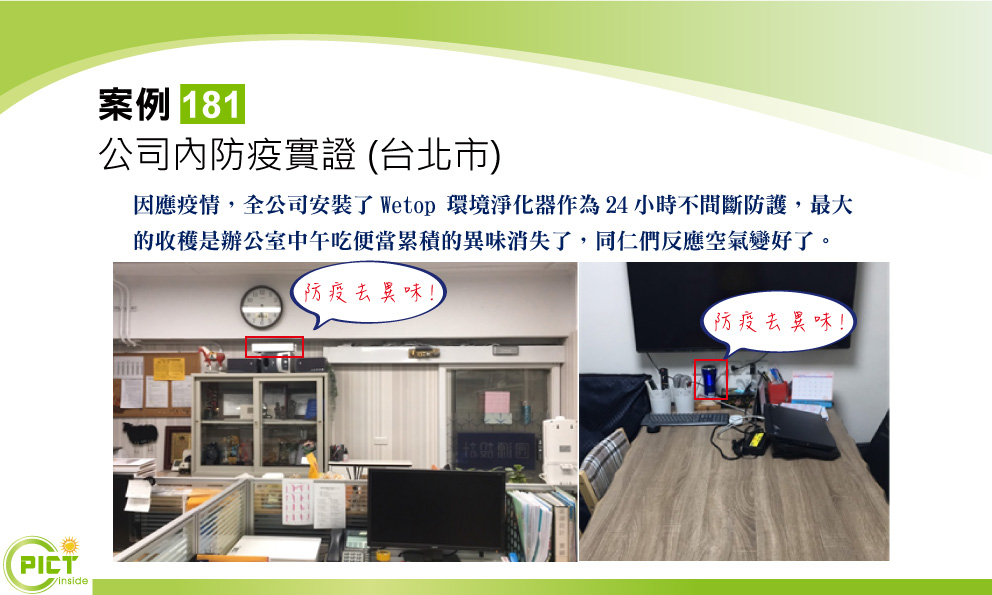 案例 181
公司內防疫實證 (台北市)
因應疫情，全公司安裝了 Wetop 環境淨化器作為 24 小時不間斷防護，最大
的收穫是辦公室中午吃便當累積的異味消失了，同仁們反應空氣變好了。
防疫去異味!
防疫去異味!
PICT
Inside